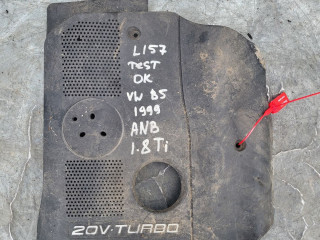 L157
TEST
OK
VW B5
1999
ANB
1.8Ti
20V·TURBO